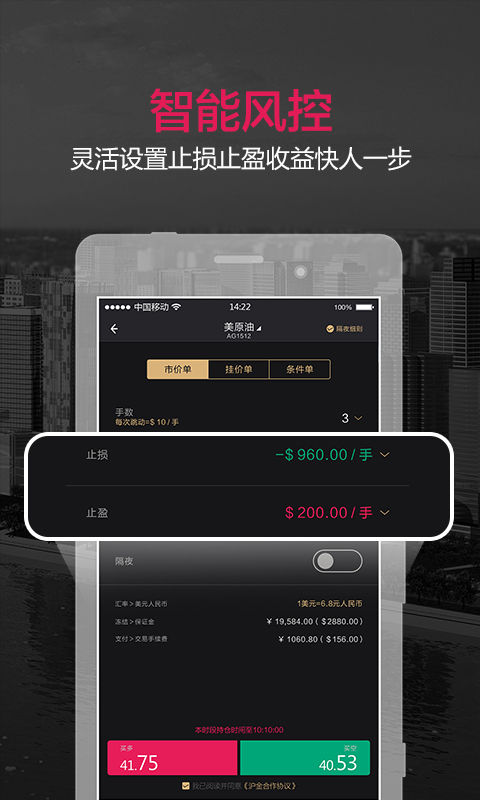 智能风控
灵活设置止损止盈收益快人一步
中国移动 14:22 100%
美原油
AG1512
隔夜细则
市价单 挂价单 条件单
手数
每次跳动=$ 10 / 手
3
止损 -$ 960.00 / 手
止盈 $ 200.00 / 手
隔夜
汇率>美元人民币 1美元=6.8元人民币
冻结>保证金 ¥ 19,584.00 ( $2880.00)
支付>交易手续费 ¥ 1060.80 ( $156.00)
本时段持仓时间至10:10:00
买多 买空
41.75 40.53
我已阅读并同意《沪金合作协议》